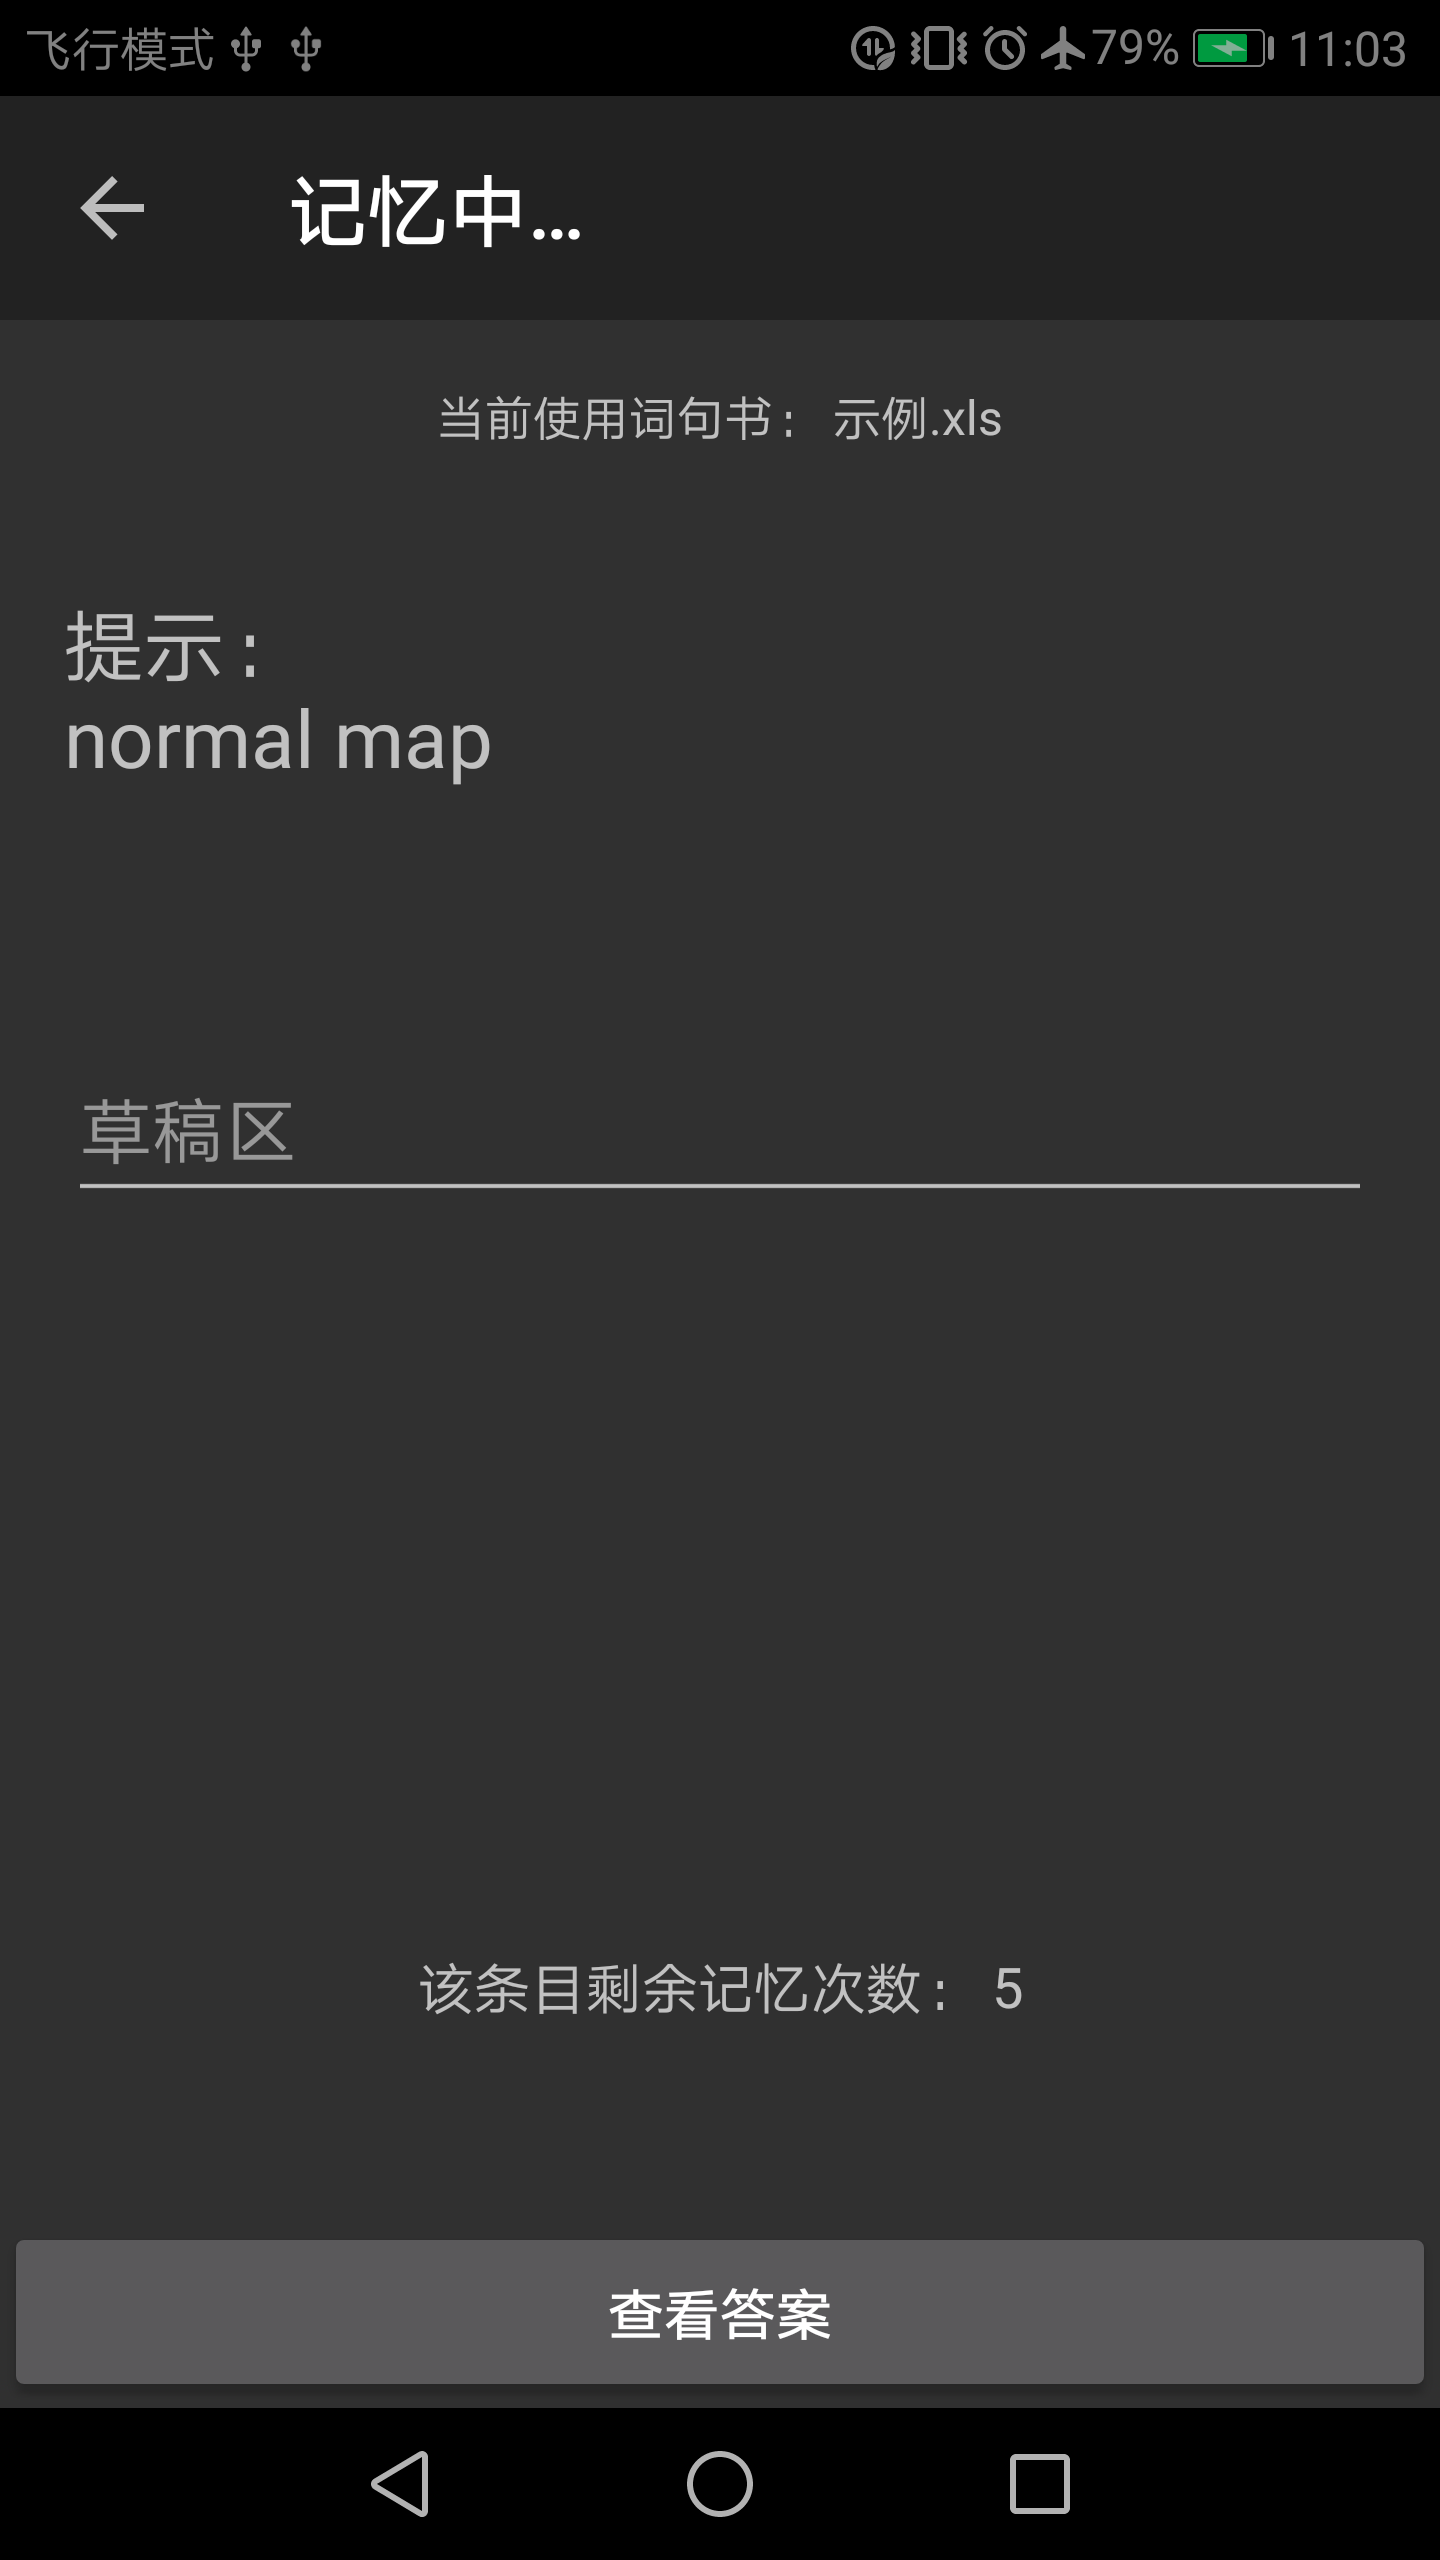 飞行模式 79% 11:03
记忆中...
当前使用词句书: 示例.xls
提示:
normal map
草稿区
该条目剩余记忆次数: 5
查看答案